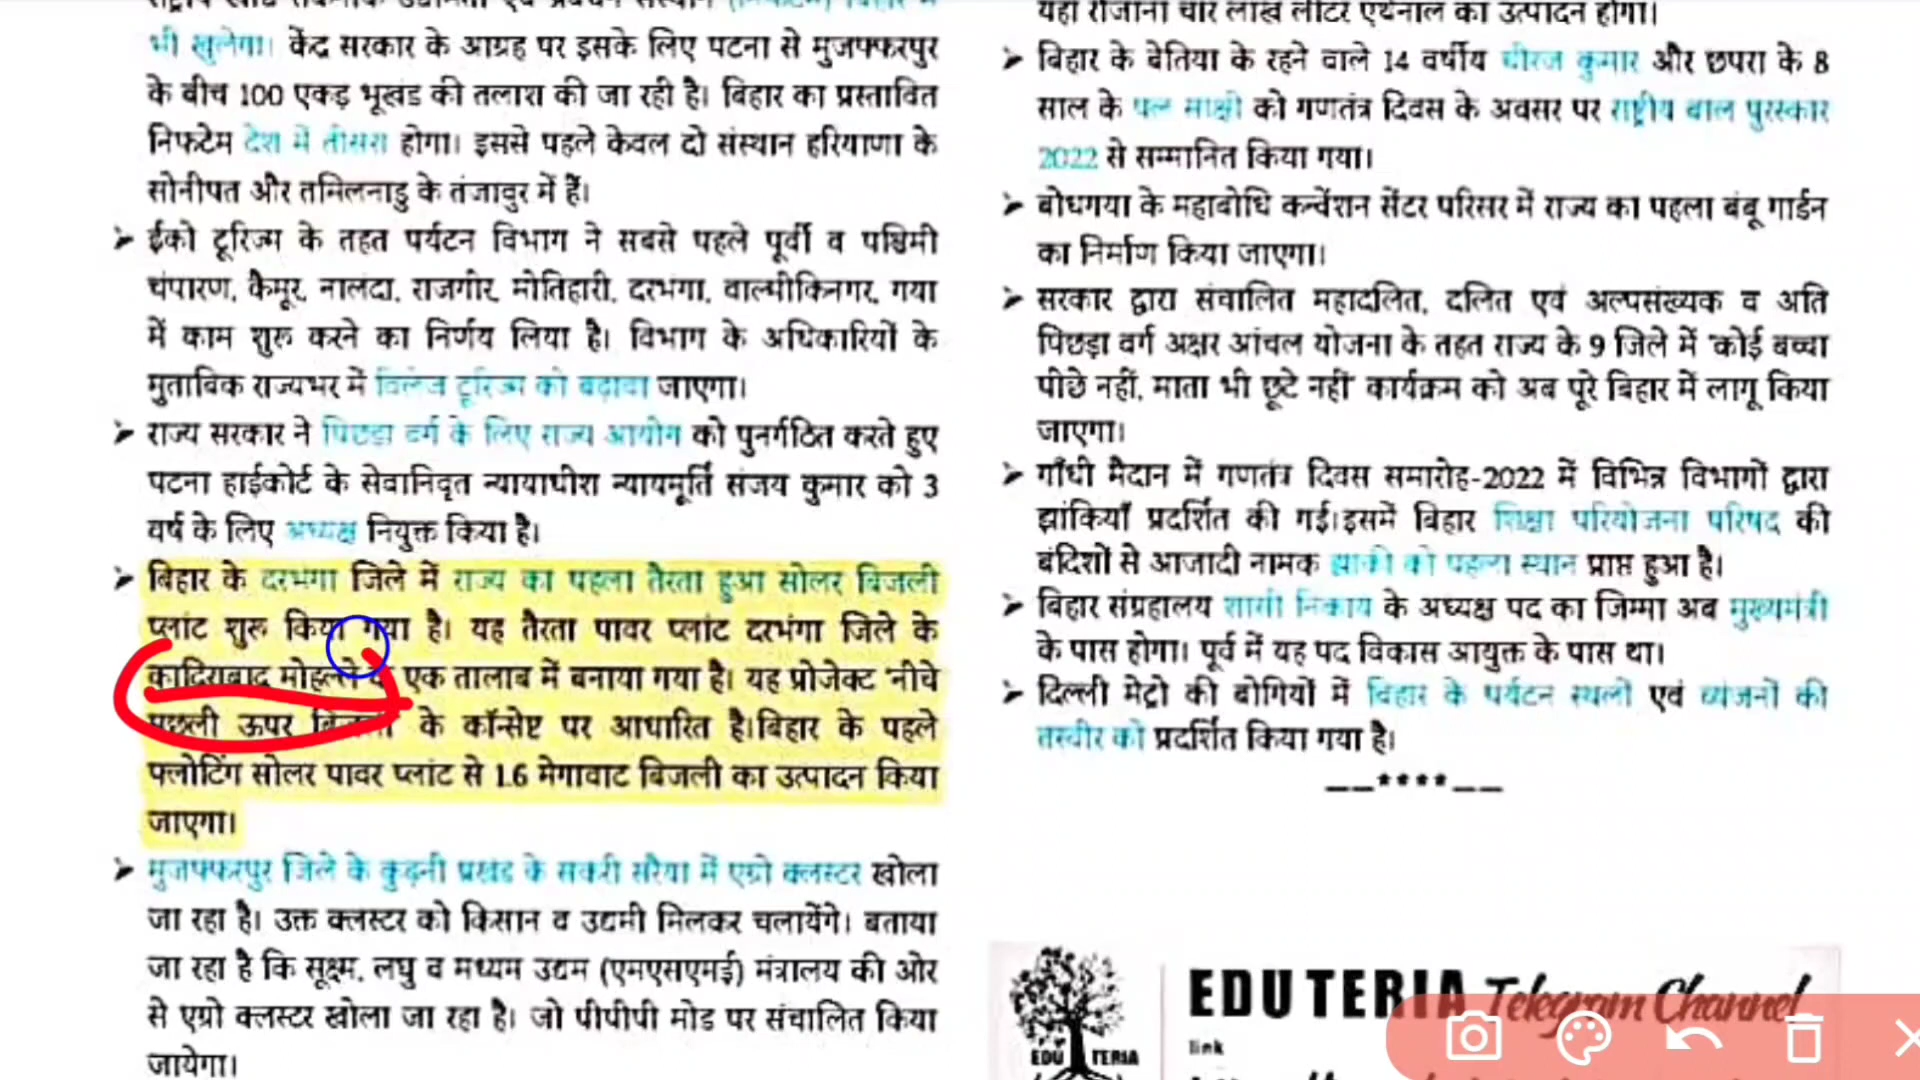 राष्ट्रीय खाद्य तकनीक उद्यमिता एवं प्रबंधन संस्थान (निफ्टेम) बिहार में
भी खुलेगा। केंद्र सरकार के आग्रह पर इसके लिए पटना से मुजफ्फरपुर
के बीच 100 एकड़ भूखंड की तलाश की जा रही है। बिहार का प्रस्तावित
निफटेम देश में तीसरा होगा। इससे पहले केवल दो संस्थान हरियाणा के
सोनीपत और तमिलनाडु के तंजावुर में हैं।
➢ ईको टूरिज्म के तहत पर्यटन विभाग ने सबसे पहले पूर्वी व पश्चिमी
चंपारण, कैमूर, नालंदा, राजगीर, मोतिहारी, दरभंगा, वाल्मीकिनगर, गया
में काम शुरू करने का निर्णय लिया है। विभाग के अधिकारियों के
मुताबिक राज्यभर में विलेज टूरिज्म को बढ़ावा जाएगा।
➢ राज्य सरकार ने पिछड़ा वर्ग के लिए राज्य आयोग को पुनर्गठित करते हुए
पटना हाईकोर्ट के सेवानिवृत न्यायाधीश न्यायमूर्ति संजय कुमार को 3
वर्ष के लिए अध्यक्ष नियुक्त किया है।
➢ बिहार के दरभंगा जिले में राज्य का पहला तैरता हुआ सोलर बिजली
प्लांट शुरू किया गया है। यह तैरता पावर प्लांट दरभंगा जिले के
कादिराबाद मोहल्ले के एक तालाब में बनाया गया है। यह प्रोजेक्ट 'नीचे
मछली ऊपर बिजली' के कॉन्सेप्ट पर आधारित है।बिहार के पहले
फ्लोटिंग सोलर पावर प्लांट से 1.6 मेगावाट बिजली का उत्पादन किया
जाएगा।
➢ मुजफ्फरपुर जिले के कुढ़नी प्रखंड के सकरी सरैया में एग्रो क्लस्टर खोला
जा रहा है। उक्त क्लस्टर को किसान व उद्यमी मिलकर चलायेंगे। बताया
जा रहा है कि सूक्ष्म, लघु व मध्यम उद्यम (एमएसएमई) मंत्रालय की ओर
से एग्रो क्लस्टर खोला जा रहा है। जो पीपीपी मोड पर संचालित किया
जायेगा।
यहां रोजाना चार लाख लीटर एथेनाल का उत्पादन होगा।
➢ बिहार के बेतिया के रहने वाले 14 वर्षीय धीरज कुमार और छपरा के 8
साल के पल साक्षी को गणतंत्र दिवस के अवसर पर राष्ट्रीय बाल पुरस्कार
2022 से सम्मानित किया गया।
➢ बोधगया के महाबोधि कन्वेंशन सेंटर परिसर में राज्य का पहला बंबू गार्डन
का निर्माण किया जाएगा।
➢ सरकार द्वारा संचालित महादलित, दलित एवं अल्पसंख्यक व अति
पिछड़ा वर्ग अक्षर आंचल योजना के तहत राज्य के 9 जिले में 'कोई बच्चा
पीछे नहीं, माता भी छूटे नहीं' कार्यक्रम को अब पूरे बिहार में लागू किया
जाएगा।
➢ गाँधी मैदान में गणतंत्र दिवस समारोह-2022 में विभिन्न विभागों द्वारा
झांकियाँ प्रदर्शित की गई।इसमें बिहार शिक्षा परियोजना परिषद की
बंदिशों से आजादी नामक झाकी को पहला स्थान प्राप्त हुआ है।
➢ बिहार संग्रहालय शासी निकाय के अध्यक्ष पद का जिम्मा अब मुख्यमंत्री
के पास होगा। पूर्व में यह पद विकास आयुक्त के पास था।
➢ दिल्ली मेट्रो की बोगियों में बिहार के पर्यटन स्थलों एवं व्यंजनों की
तस्वीर को प्रदर्शित किया गया है।
__****__
EDU TERIA
EDUTERIA Telegram Channel
link